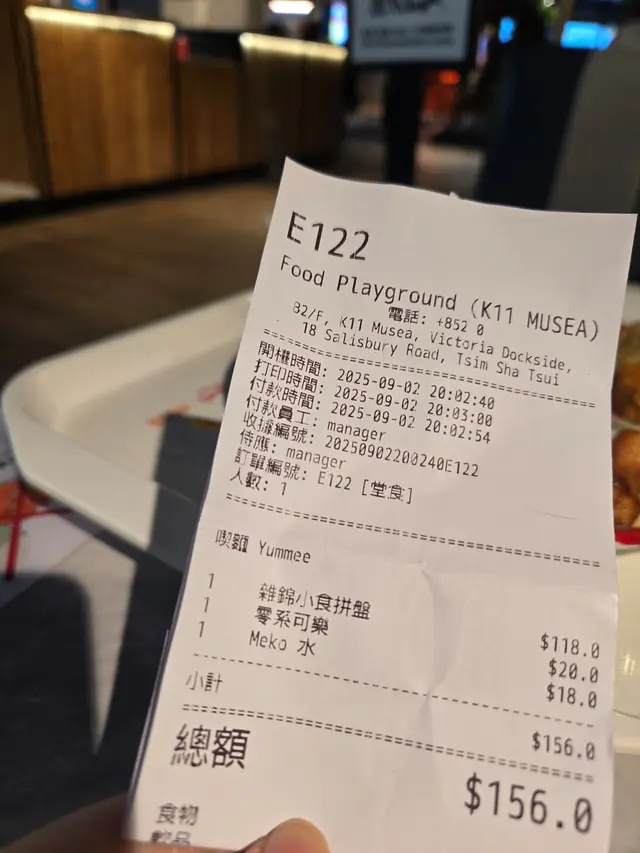 E122
Food Playground (K11 MUSEA)
電話: +852 0
B2/F, K11 Musea, Victoria Dockside,
18 Salisbury Road, Tsim Sha Tsui
開機時間: 2025-09-02 20:02:40
打印時間: 2025-09-02 20:03:00
付款時間: 2025-09-02 20:02:54
付款員工: manager
收據編號: 20250902200240E122
侍應: manager
訂單編號: E122 [堂食]
人數: 1
喫麵 Yummee
1 雜錦小食拼盤 $118.0
1 零系可樂 $20.0
1 Meko 水 $18.0
小計 $156.0
總額 $156.0
食物
飲品